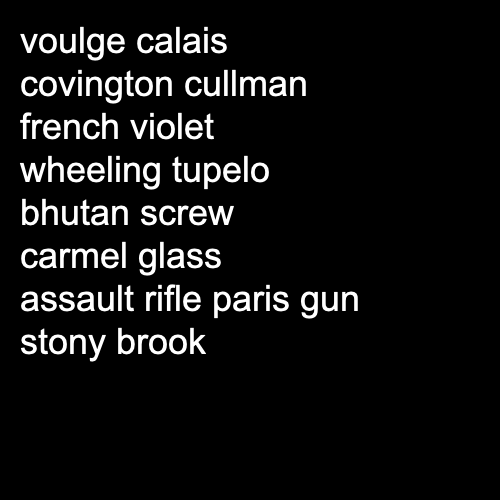 voulge calais
covington cullman
french violet
wheeling tupelo
bhutan screw
carmel glass
assault rifle paris gun
stony brook